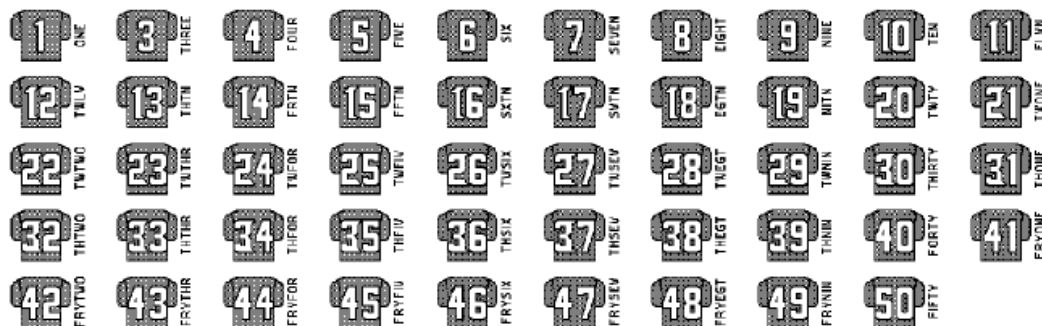 1 ONE 3 THREE 4 FOUR 5 FIVE 6 SIX 7 SEVEN 8 EIGHT 9 NINE 10 TEN 11 ELVN
12 TWLV 13 THTN 14 FRTN 15 FFTN 16 SXTN 17 SVTN 18 EGTN 19 NITN 20 TWTY 21 TWONE
22 TWTWO 23 TWTHR 24 TWFOR 25 TWFIV 26 TWSIX 27 TWSEV 28 TWEGT 29 TWNIN 30 THIRTY 31 THONE
32 THTWO 33 THTHR 34 THFOR 35 THFIV 36 THSIX 37 THSEV 38 THEGT 39 THNIN 40 FORTY 41 FRYONE
42 FRYTWO 43 FRYTHR 44 FRYFOR 45 FRYFIV 46 FRYSIX 47 FRYSEV 48 FRYEGT 49 FRYNIN 50 FIFTY